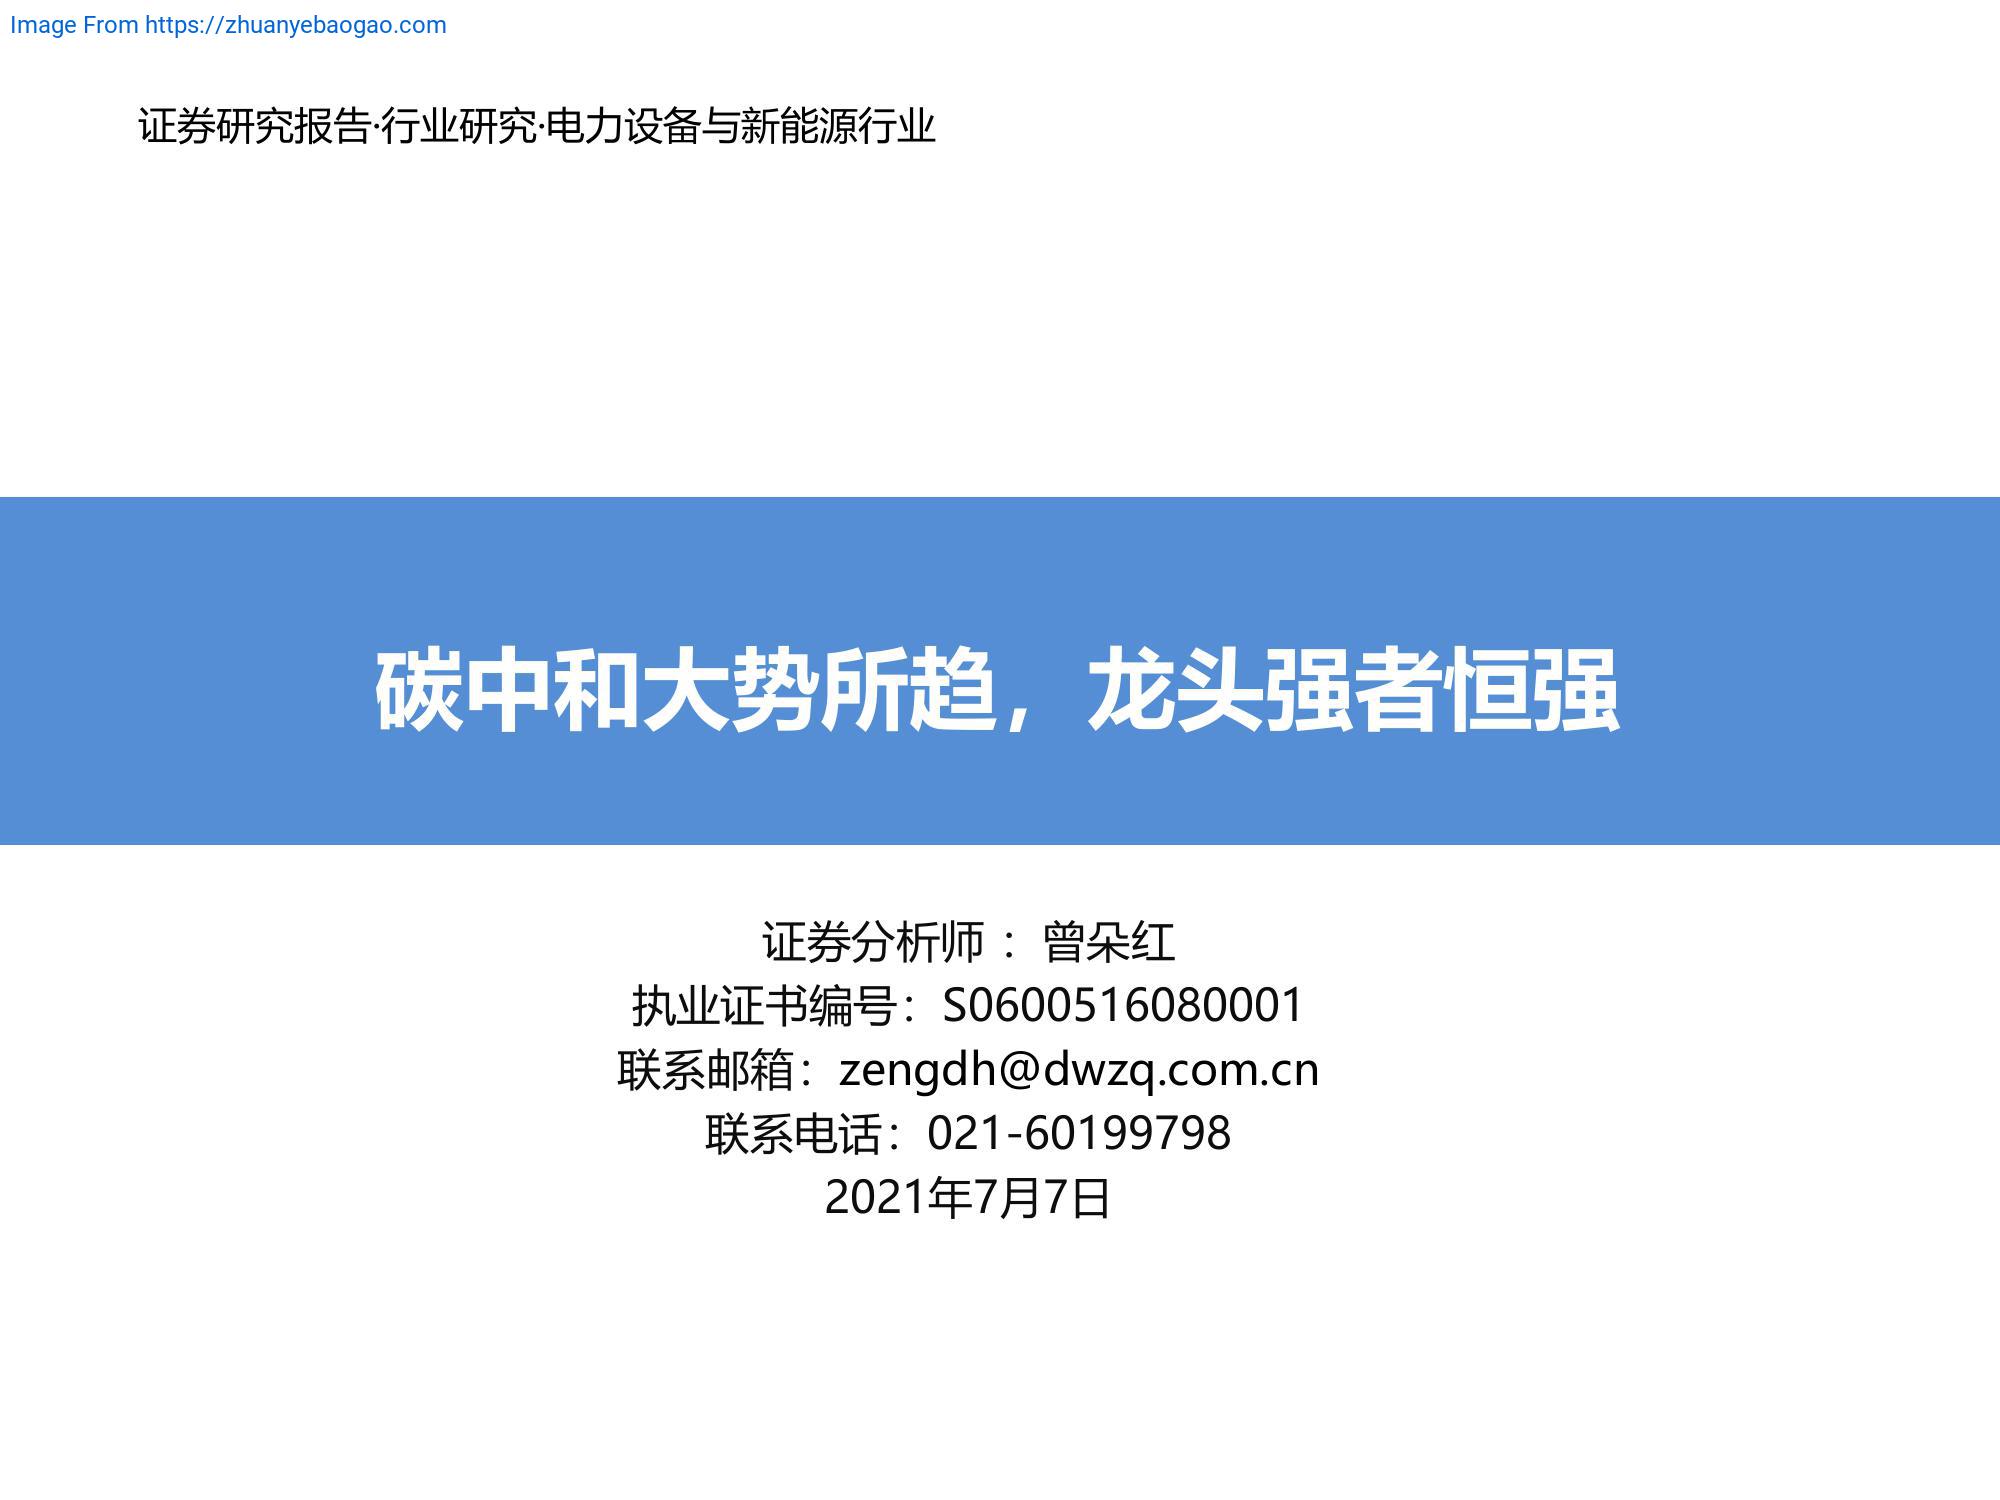 Image From https://zhuanyebaogao.com
证券研究报告·行业研究·电力设备与新能源行业
碳中和大势所趋，龙头强者恒强
证券分析师 ：曾朵红
执业证书编号：S0600516080001
联系邮箱：zengdh@dwzq.com.cn
联系电话：021-60199798
2021年7月7日